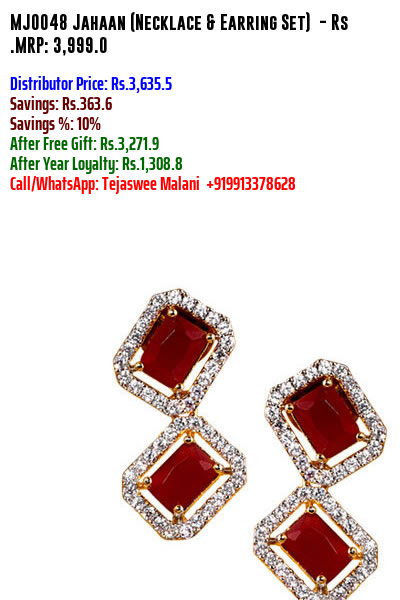 MJ0048 Jahaan (Necklace & Earring Set) - Rs
.MRP: 3,999.0
Distributor Price: Rs.3,635.5
Savings: Rs.363.6
Savings %: 10%
After Free Gift: Rs.3,271.9
After Year Loyalty: Rs.1,308.8
Call/WhatsApp: Tejaswee Malani +919913378628